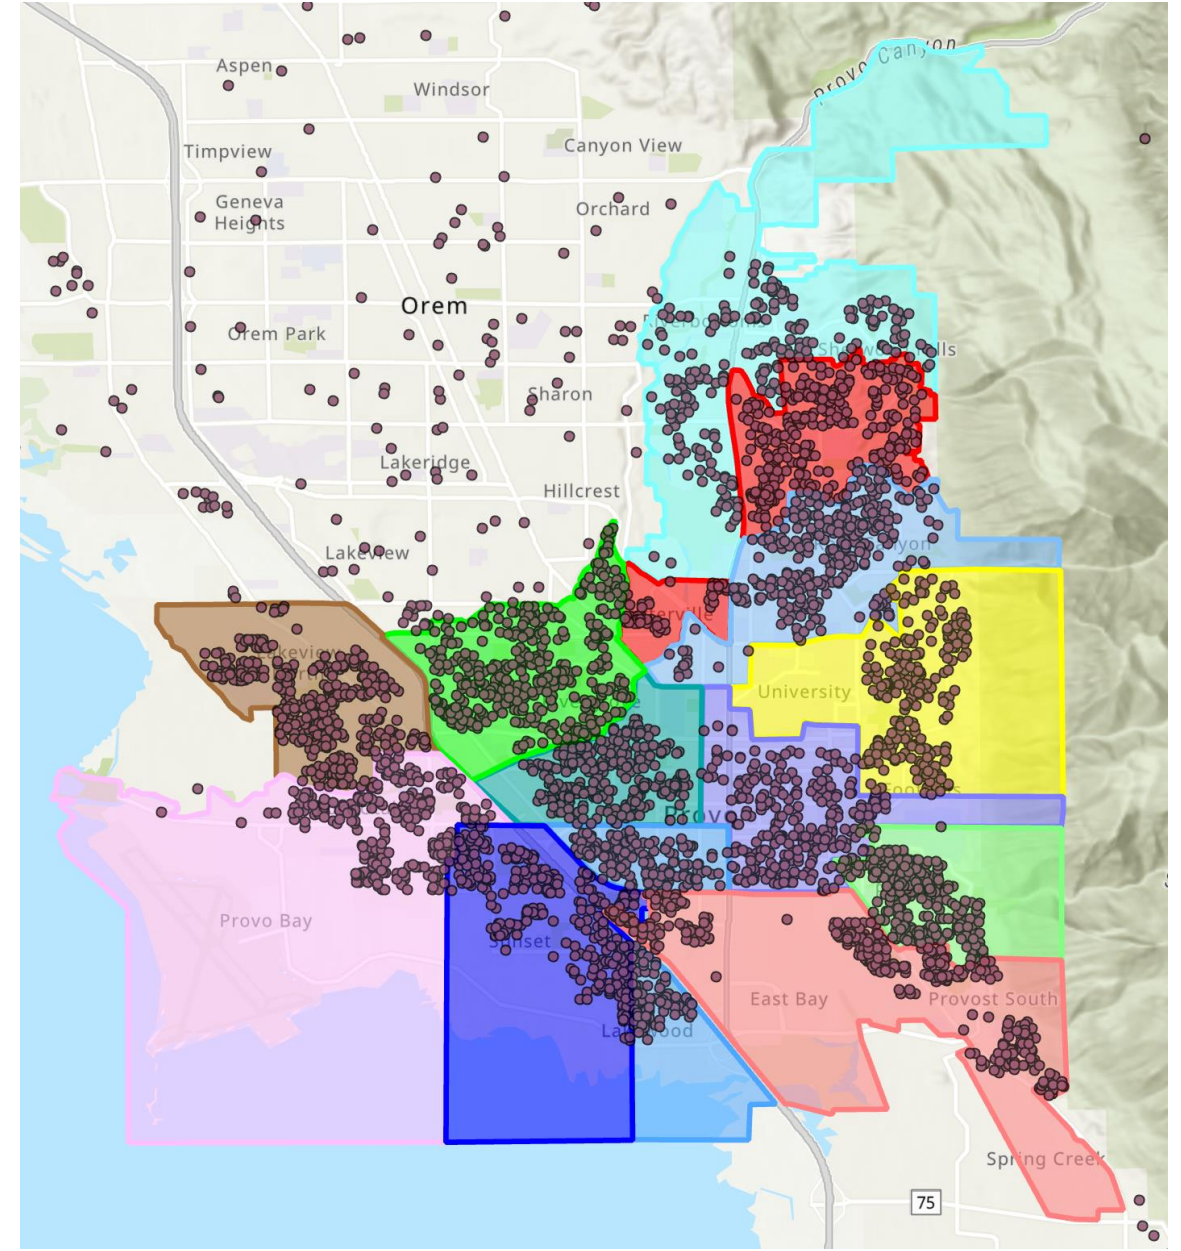 Provo Canyon
Aspen
Windsor
Canyon View
Timpview
Geneva
Heights
Orchard
Orem
Orem Park
Sharon
Lakeridge
Hillcrest
Lakeview
University
Provo
Provo Bay
Sunset
East Bay
Provost South
Lakewood
Spring Creek
75